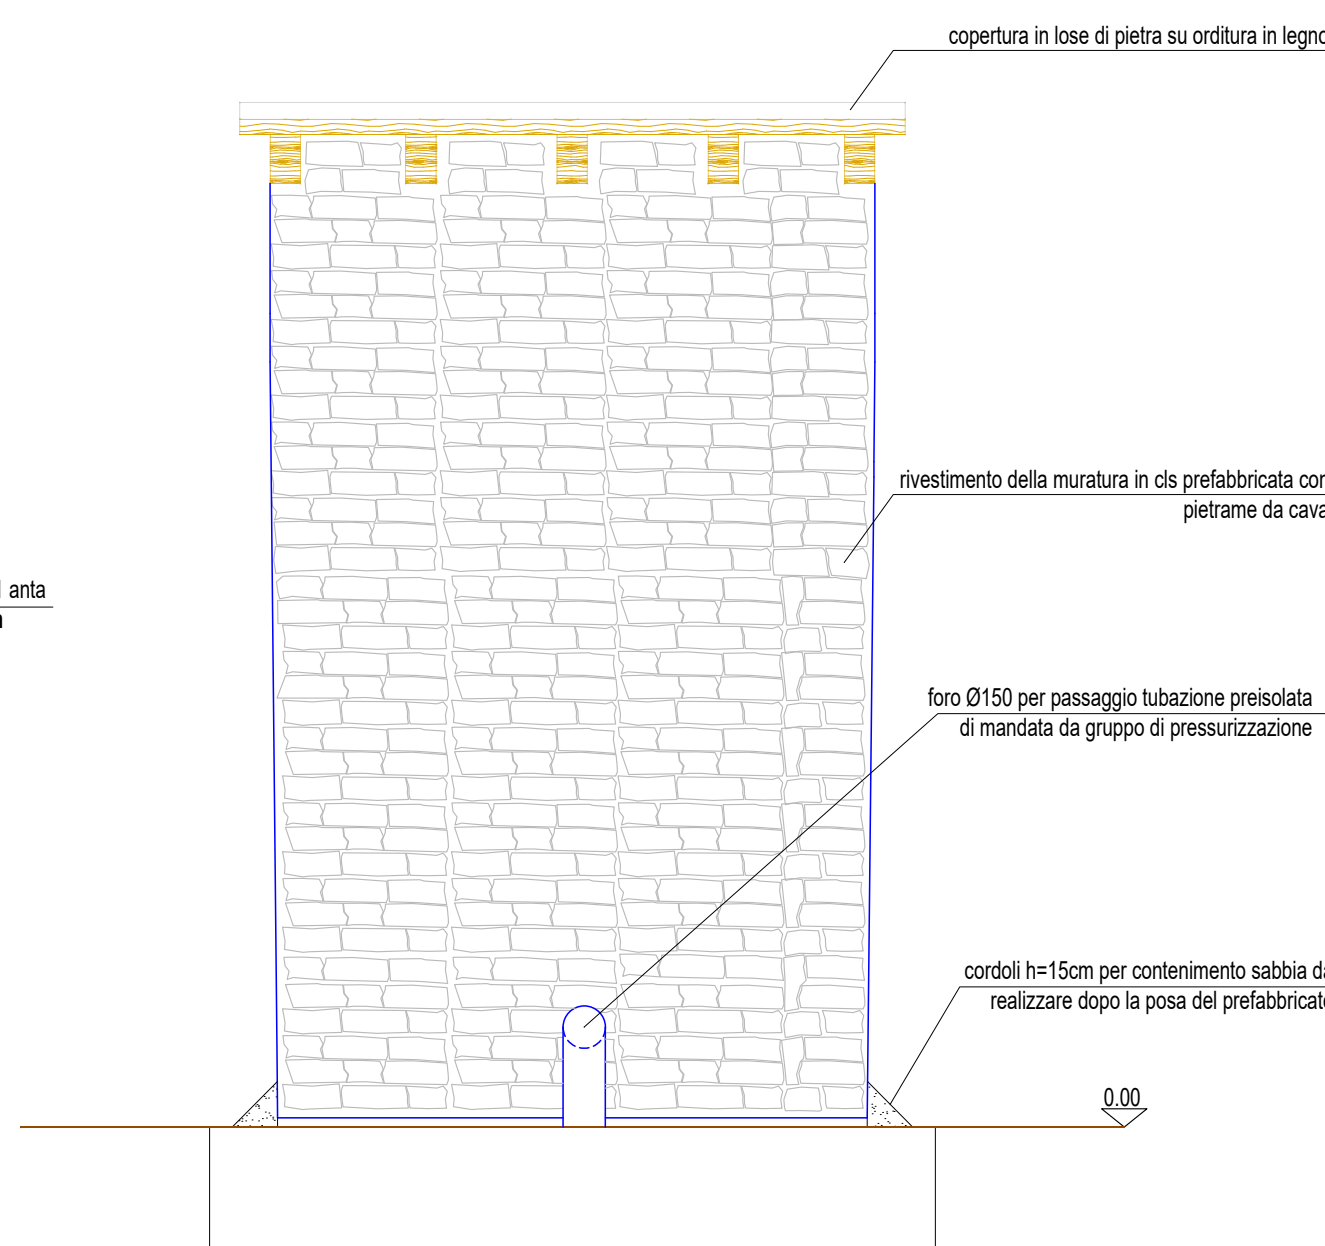 copertura in lose di pietra su orditura in legno
rivestimento della muratura in cls prefabbricata con
pietrame da cava
anta
foro Ø150 per passaggio tubazione preisolata
di mandata da gruppo di pressurizzazione
cordoli h=15cm per contenimento sabbia da
realizzare dopo la posa del prefabbricato
0.00